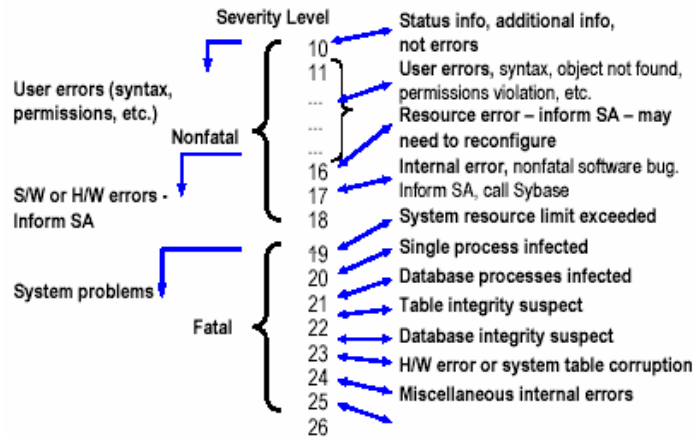 Severity Level
10
11
...
...
...
16
17
18
19
20
21
22
23
24
25
26
User errors (syntax,
permissions, etc.)
Nonfatal
S/W or H/W errors -
Inform SA
System problems
Fatal
Status info, additional info,
not errors
User errors, syntax, object not found,
permissions violation, etc.
Resource error – inform SA – may
need to reconfigure
Internal error, nonfatal software bug.
Inform SA, call Sybase
System resource limit exceeded
Single process infected
Database processes infected
Table integrity suspect
Database integrity suspect
H/W error or system table corruption
Miscellaneous internal errors